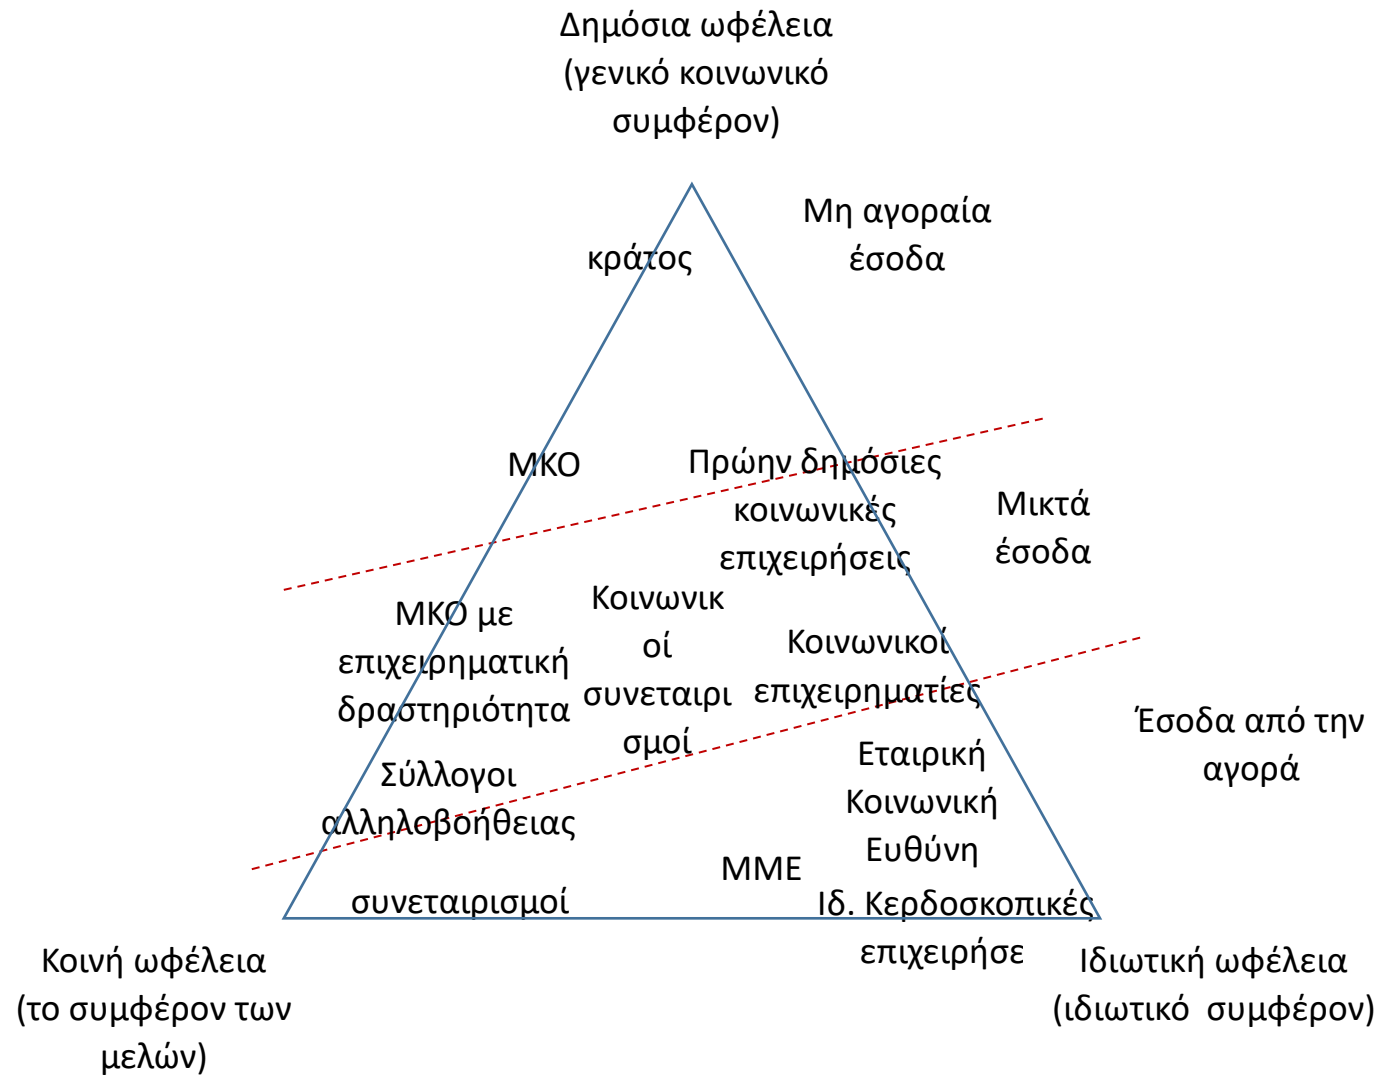 Δημόσια ωφέλεια
(γενικό κοινωνικό
συμφέρον)
Μη αγοραία
έσοδα
κράτος
ΜΚΟ
Πρώην δημόσιες
κοινωνικές
επιχειρήσεις
Μικτά
έσοδα
ΜΚΟ με
επιχειρηματική
δραστηριότητα
Κοινωνικ
οί
συνεταιρι
σμοί
Κοινωνικοί
επιχειρηματίες
Έσοδα από την
αγορά
Σύλλογοι
αλληλοβοήθειας
Εταιρική
Κοινωνική
Ευθύνη
ΜΜΕ
συνεταιρισμοί
Ιδ. Κερδοσκοπικές
επιχειρήσε
Κοινή ωφέλεια
(το συμφέρον των
μελών)
Ιδιωτική ωφέλεια
(ιδιωτικό συμφέρον)